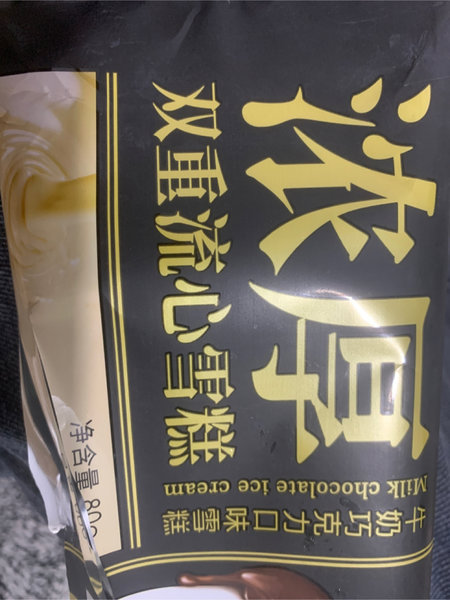 浓厚
双重流心雪糕
Milk chocolate ice cream
牛奶巧克力口味雪糕
净含量 80g